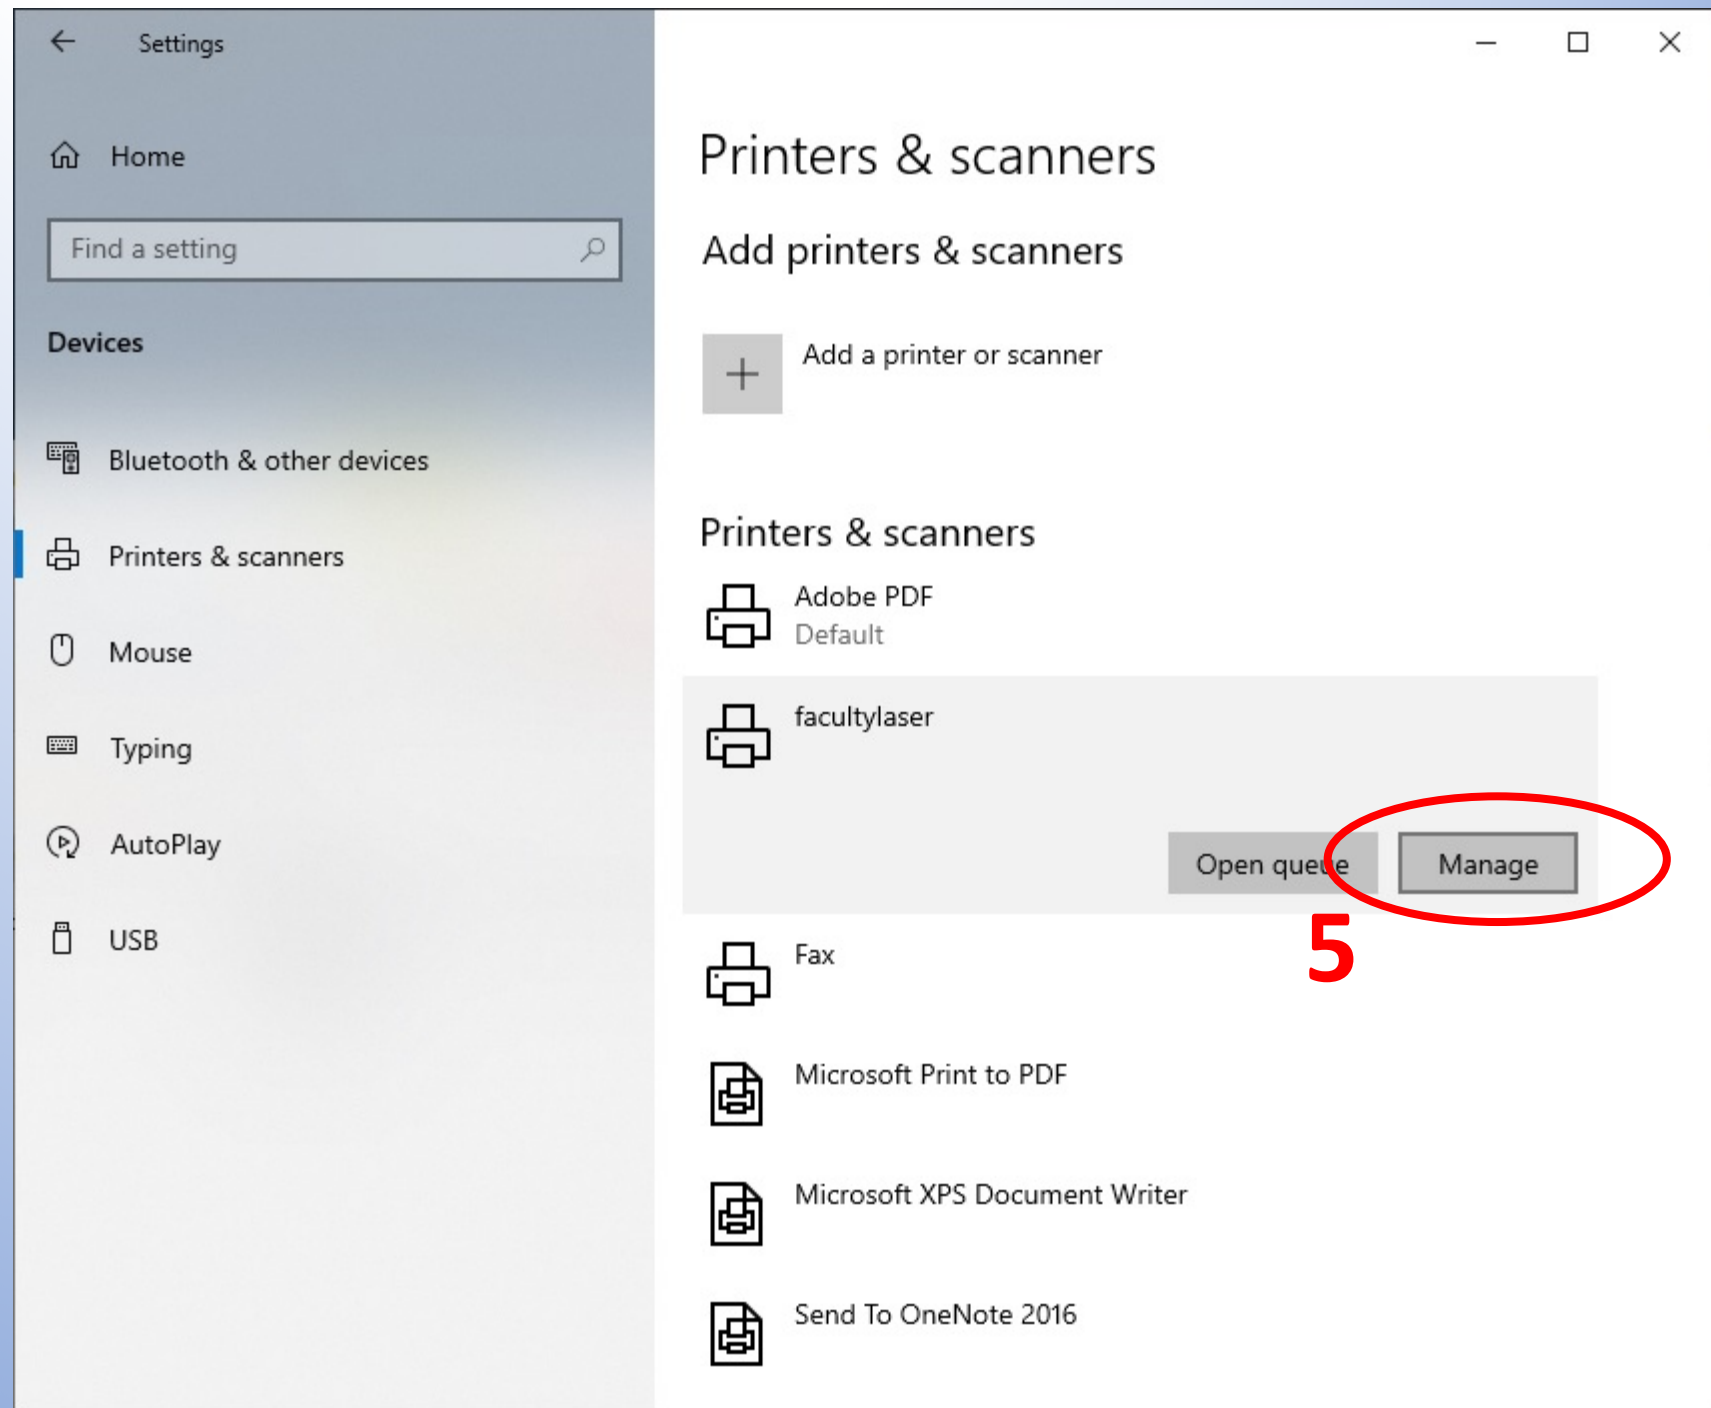 Settings
Home
Find a setting
Devices
Bluetooth & other devices
Printers & scanners
Mouse
Typing
AutoPlay
USB
Printers & scanners
Add printers & scanners
Add a printer or scanner
Printers & scanners
Adobe PDF
Default
facultylaser
Open queue
Manage
5
Fax
Microsoft Print to PDF
Microsoft XPS Document Writer
Send To OneNote 2016